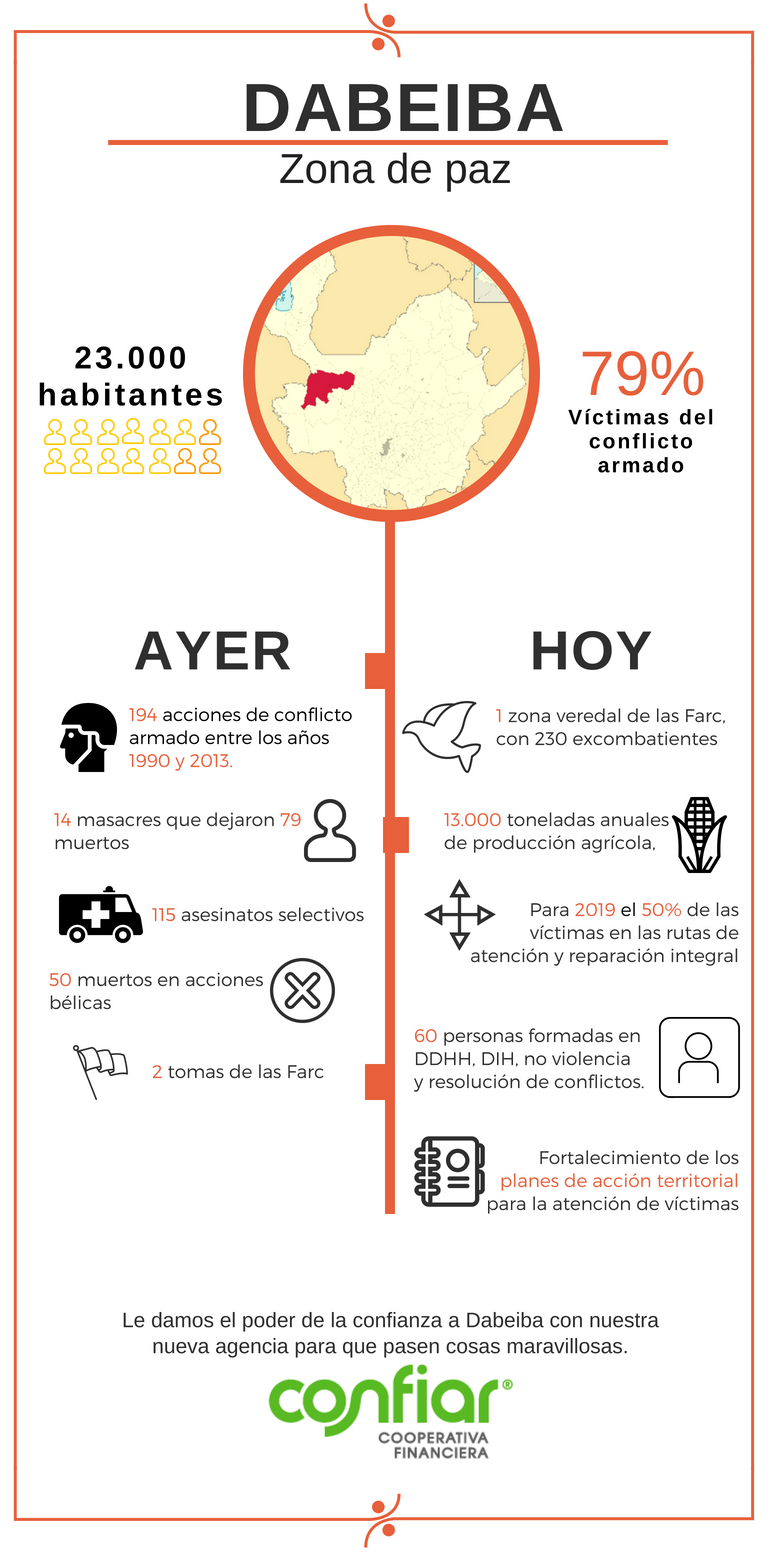 DABEIBA
Zona de paz
23.000
habitantes
79%
Víctimas del
conflicto
armado
AYER
194 acciones de conflicto
armado entre los años
1990 y 2013.
14 masacres que dejaron 79
muertos
115 asesinatos selectivos
50 muertos en acciones
bélicas
2 tomas de las Farc
HOY
1 zona veredal de las Farc,
con 230 excombatientes
13.000 toneladas anuales
de producción agrícola,
Para 2019 el 50% de las
víctimas en las rutas de
atención y reparación integral
60 personas formadas en
DDHH, DIH, no violencia
y resolución de conflictos.
Fortalecimiento de los
planes de acción territorial
para la atención de víctimas
Le damos el poder de la confianza a Dabeiba con nuestra
nueva agencia para que pasen cosas maravillosas.
confiar®
COOPERATIVA
FINANCIERA